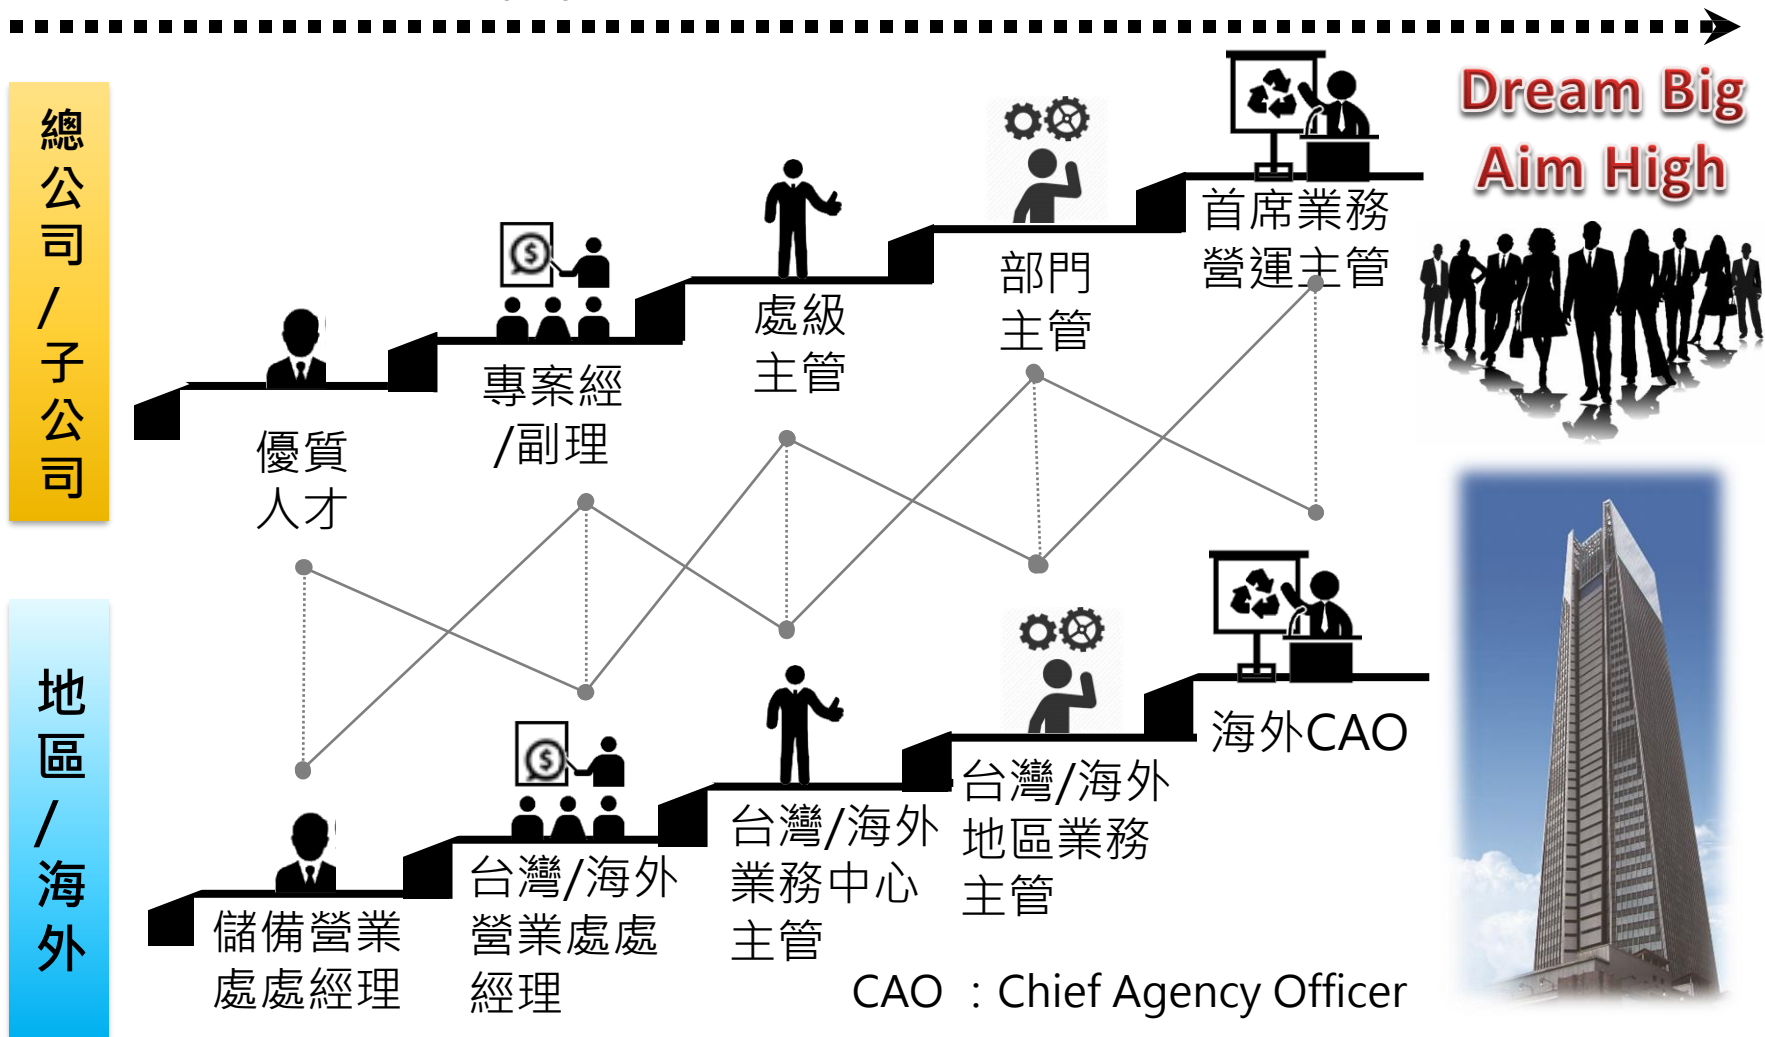 Dream Big
Aim High
總公司/子公司
優質
人才
專案經
/副理
處級
主管
部門
主管
首席業務
營運主管
地區/海外
儲備營業
處處經理
台灣/海外
營業處處
經理
台灣/海外
業務中心
主管
台灣/海外
地區業務
主管
海外CAO
CAO ：Chief Agency Officer